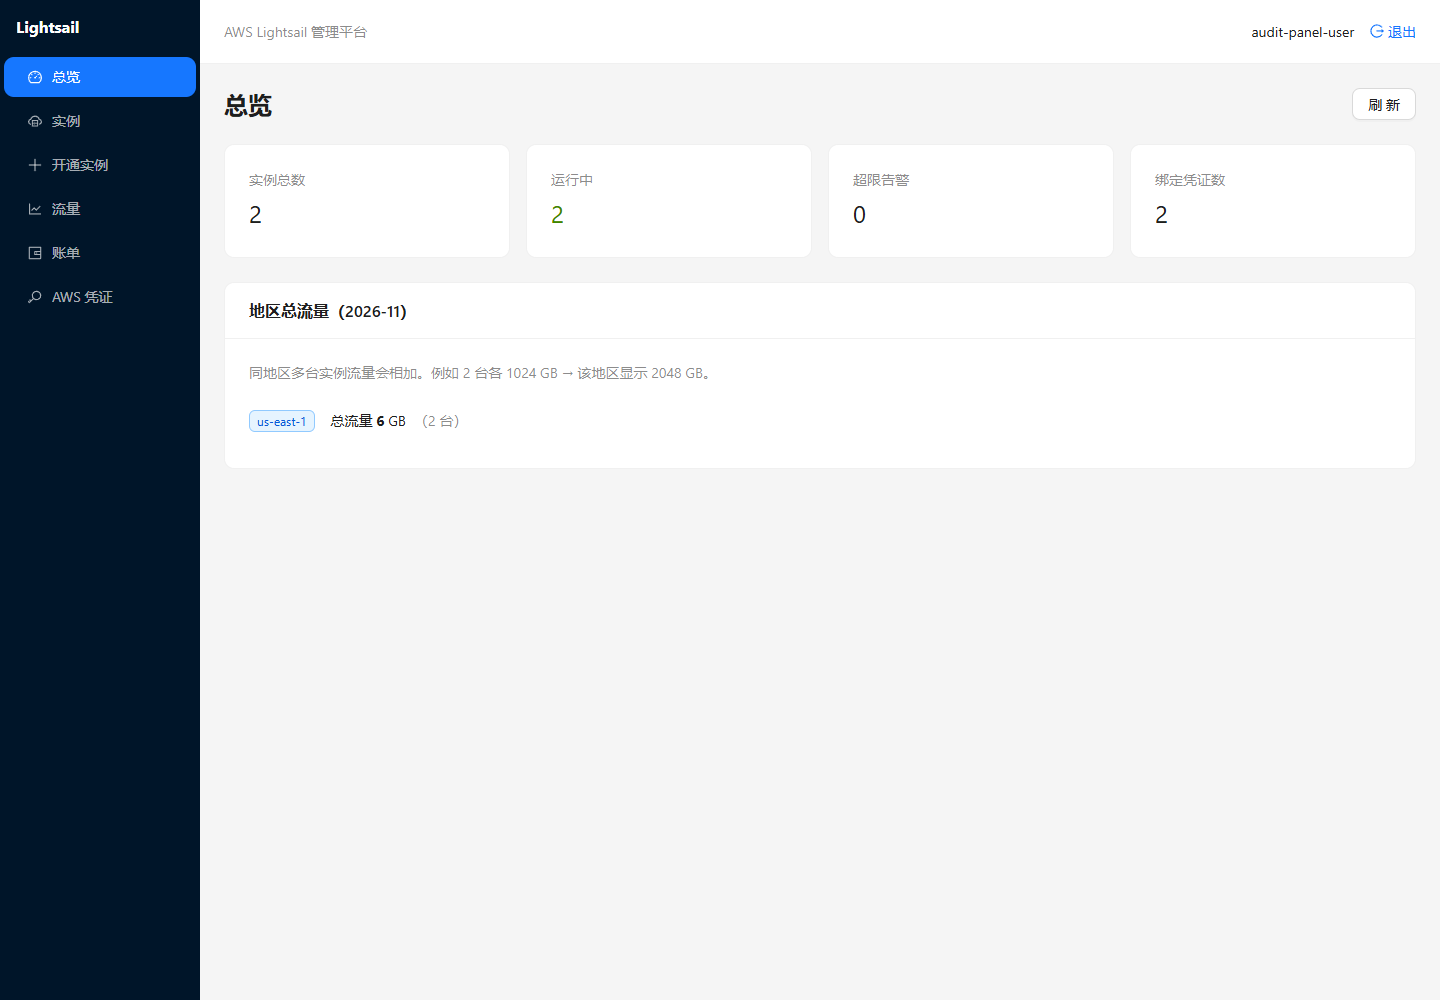 Lightsail
总览
实例
开通实例
流量
账单
AWS 凭证
AWS Lightsail 管理平台
audit-panel-user 退出
总览
刷 新
实例总数
2
运行中
2
超限告警
0
绑定凭证数
2
地区总流量（2026-11）
同地区多台实例流量会相加。例如 2 台各 1024 GB → 该地区显示 2048 GB。
us-east-1 总流量 6 GB （2 台）